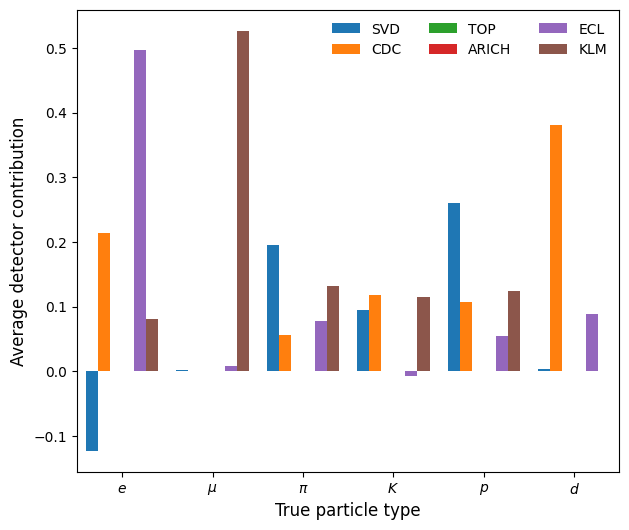 SVD TOP ECL
CDC ARICH KLM
Average detector contribution
0.5
0.4
0.3
0.2
0.1
0.0
−0.1
e μ π K p d
True particle type